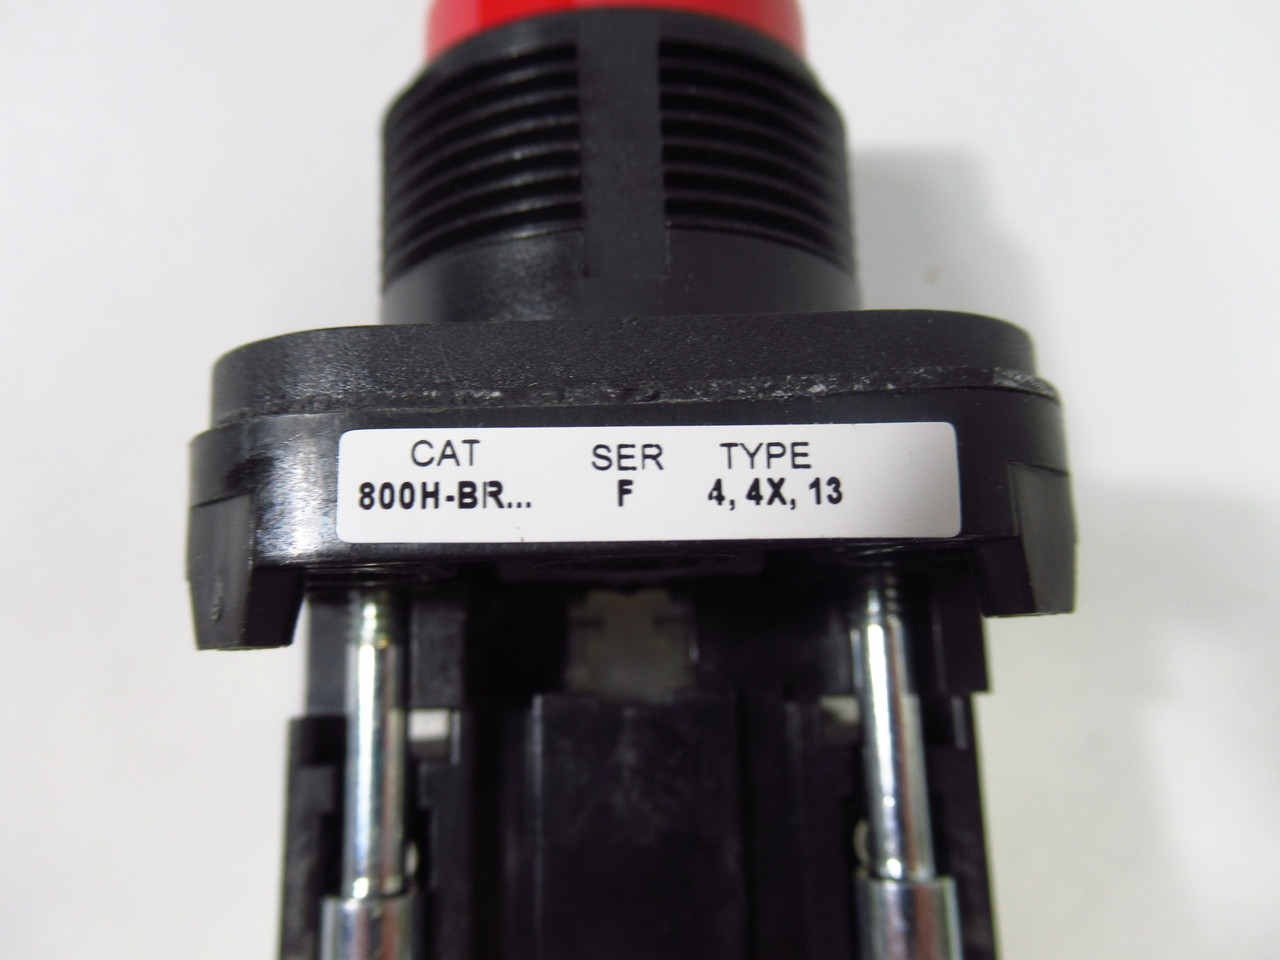 CAT SER TYPE
800H-BR... F 4, 4X, 13